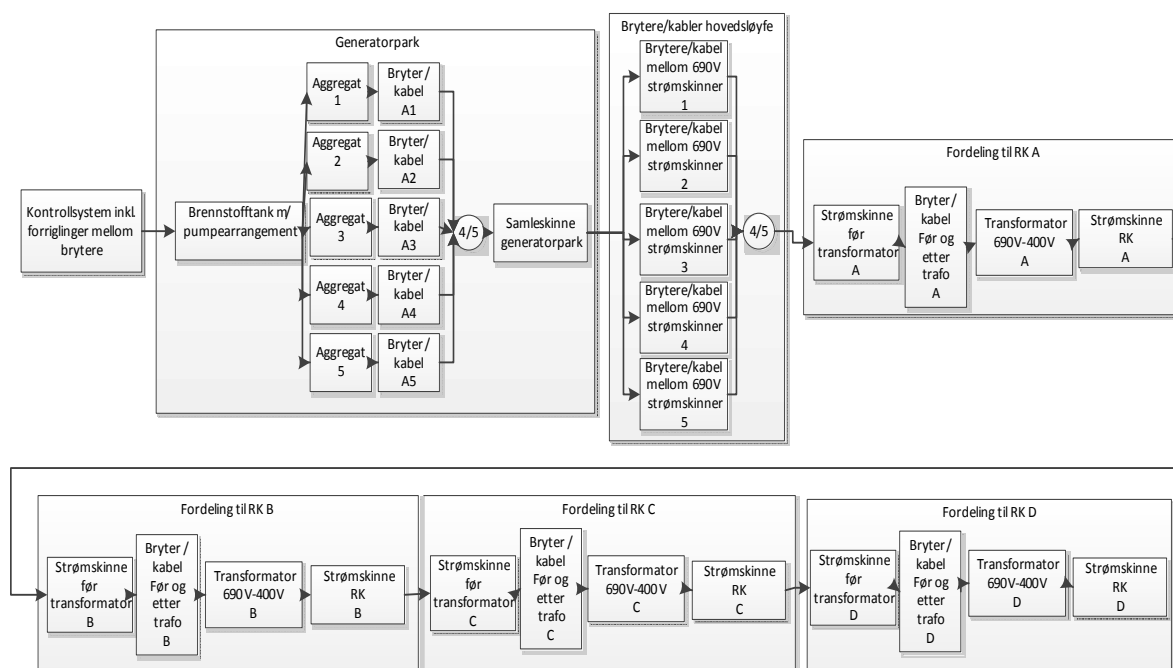 Generatorpark
Kontrollsystem inkl.
forriglinger mellom
brytere
Brennstofftank m/
pumpearrangement
Aggregat
1
Bryter/
kabel
A1
Aggregat
2
Bryter/
kabel
A2
Aggregat
3
Bryter/
kabel
A3
Aggregat
4
Bryter/
kabel
A4
Aggregat
5
Bryter/
kabel
A5
4/5
Samleskinne
generatorpark
Brytere/kabler hovedsløyfe
Brytere/kabel
mellom 690V
strømskinner
1
Brytere/kabel
mellom 690V
strømskinner
2
Brytere/kabel
mellom 690V
strømskinner
3
Brytere/kabel
mellom 690V
strømskinner
4
Brytere/kabel
mellom 690V
strømskinner
5
4/5
Fordeling til RK A
Strømskinne
før
transformator
A
Bryter/
kabel
Før og
etter
trafo
A
Transformator
690V-400V
A
Strømskinne
RK
A
Fordeling til RK B
Strømskinne
før
transformator
B
Bryter /
kabel
Før og
etter
trafo
B
Transformator
690V-400V
B
Strømskinne
RK
B
Fordeling til RK C
Strømskinne
før
transformator
C
Bryter /
kabel
Før og
etter
trafo
C
Transformator
690V-400V
C
Strømskinne
RK
C
Fordeling til RK D
Strømskinne
før
transformator
D
Bryter /
kabel
Før og
etter
trafo
D
Transformator
690V-400V
D
Strømskinne
RK
D